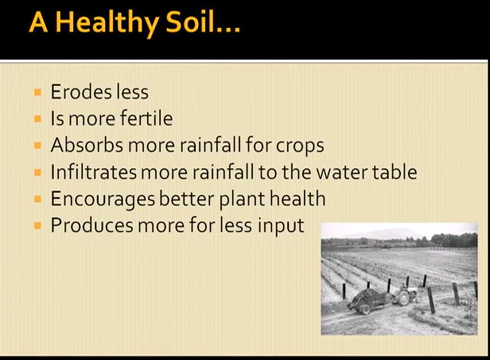 A Healthy Soil...
Erodes less
Is more fertile
Absorbs more rainfall for crops
Infiltrates more rainfall to the water table
Encourages better plant health
Produces more for less input